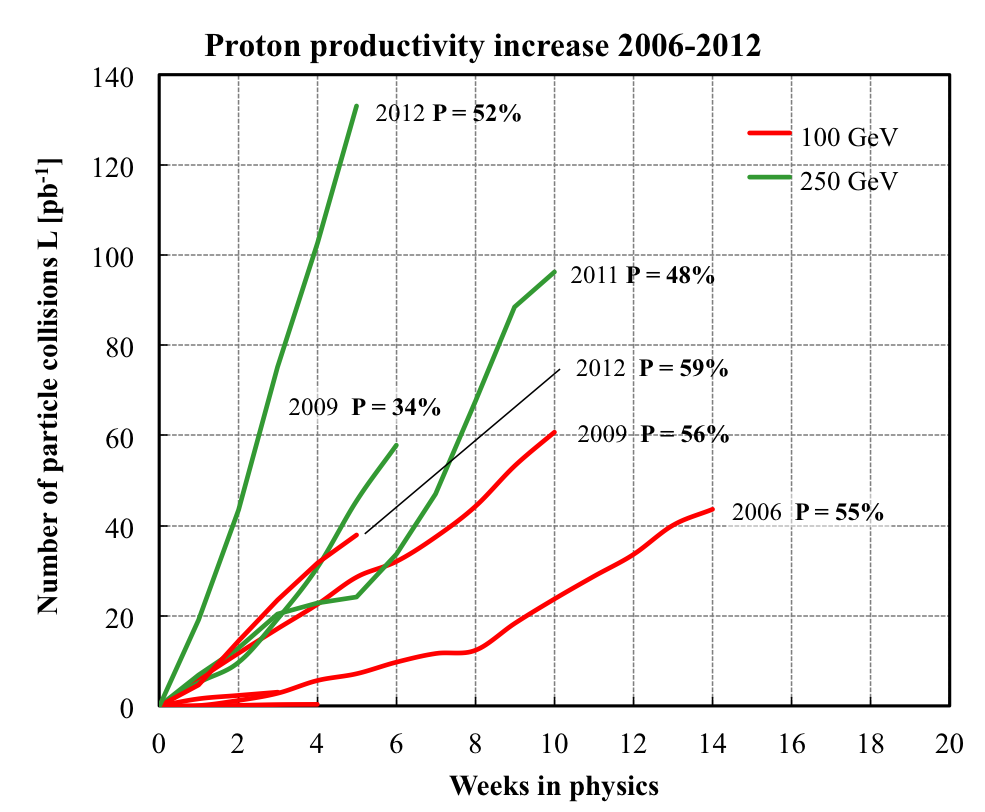 Proton productivity increase 2006-2012
Number of particle collisions L [pb-1]
140
120
100
80
60
40
20
0
2012 P = 52%
100 GeV
250 GeV
2011 P = 48%
2012 P = 59%
2009 P = 34%
2009 P = 56%
2006 P = 55%
0 2 4 6 8 10 12 14 16 18 20
Weeks in physics